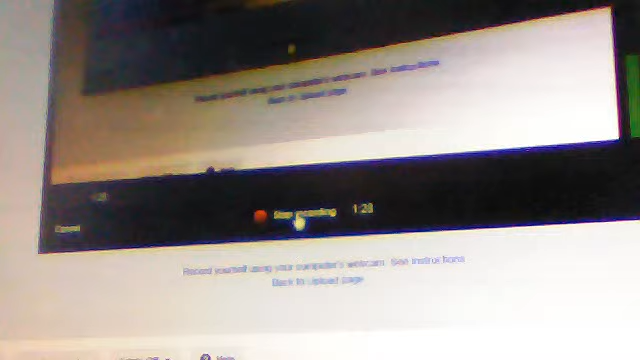 Record yourself using your computer's webcam. See instructions
Back to Upload page
Cancel
Stop recording 1:28
Record yourself using your computer's webcam. See instructions
Back to Upload page
Help